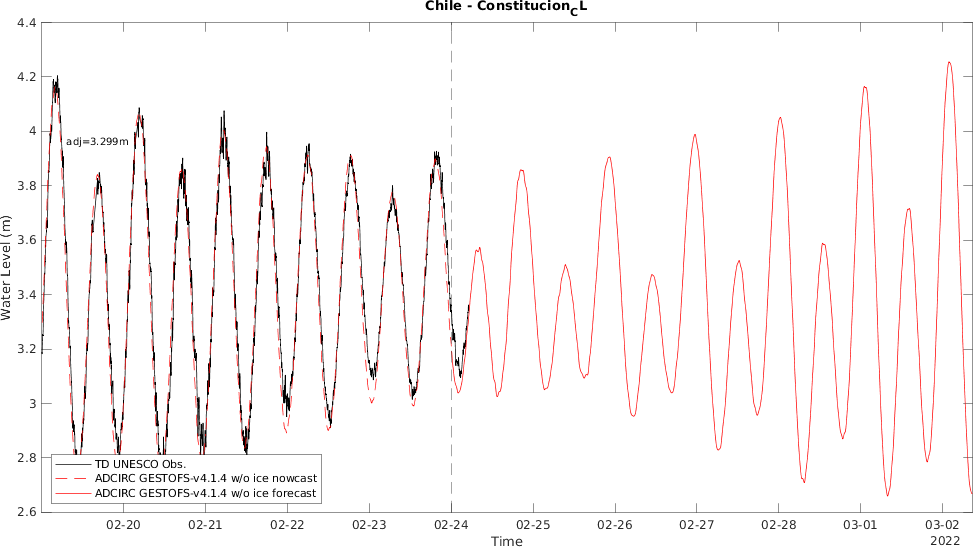 Chile - Constitucion_CL
4.4
4.2
4
3.8
3.6
3.4
3.2
3
2.8
2.6
Water Level (m)
adj=3.299m
TD UNESCO Obs.
ADCIRC GESTOFS-v4.1.4 w/o ice nowcast
ADCIRC GESTOFS-v4.1.4 w/o ice forecast
02-20 02-21 02-22 02-23 02-24 02-25 02-26 02-27 02-28 03-01 03-02
Time
2022